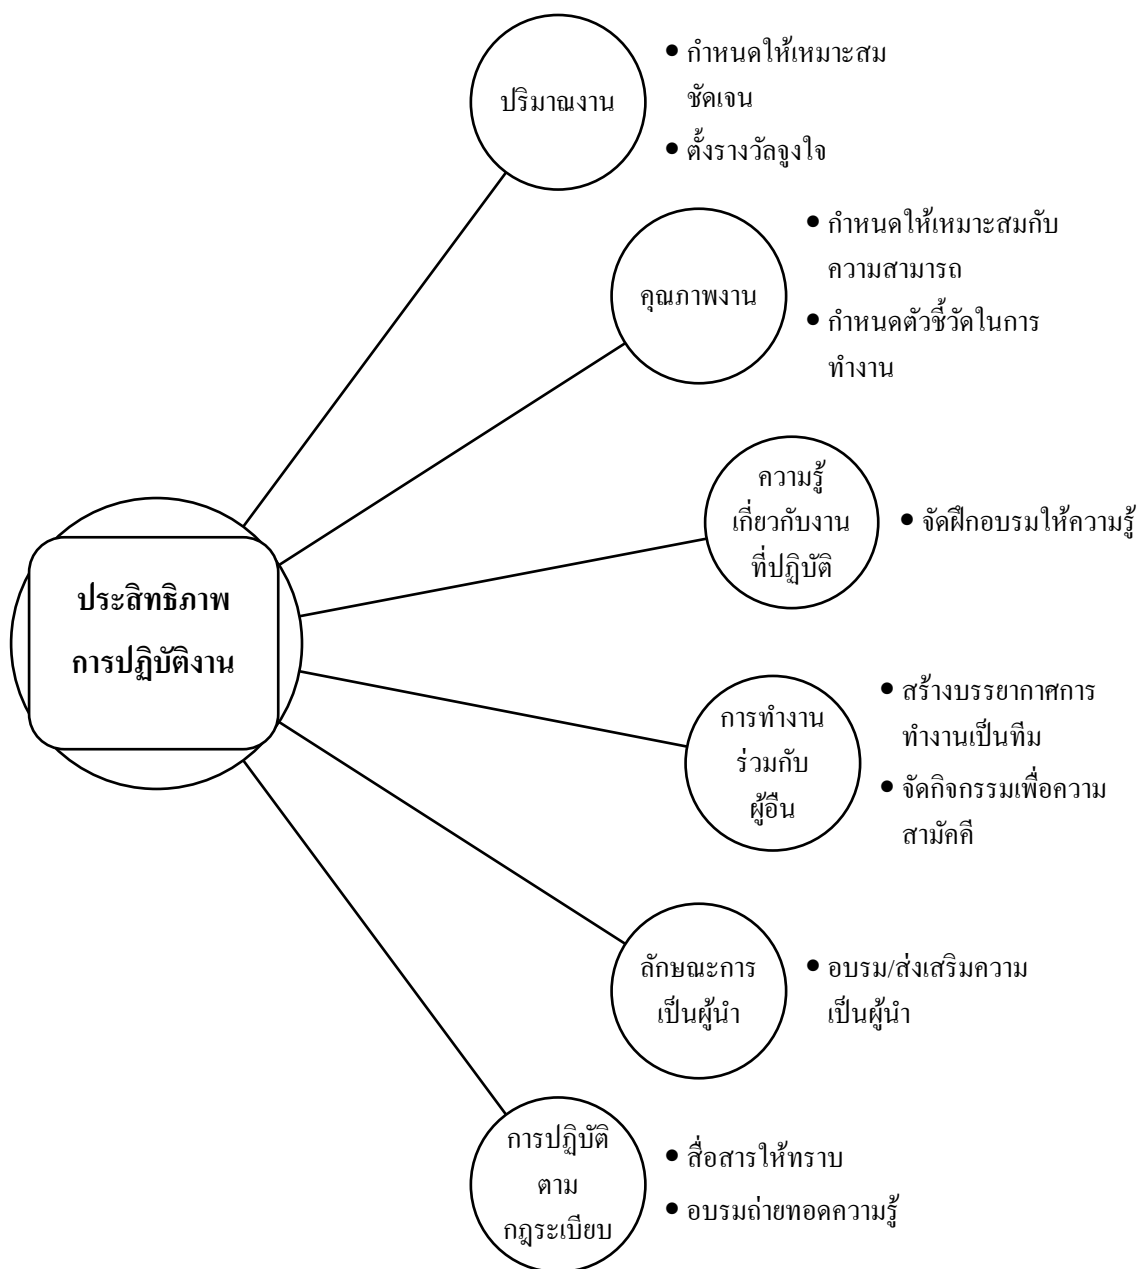 ปริมาณงาน
• กำหนดให้เหมาะสม
ชัดเจน
• ตั้งรางวัลจูงใจ
คุณภาพงาน
• กำหนดให้เหมาะสมกับ
ความสามารถ
• กำหนดตัวชี้วัดในการ
ทำงาน
ความรู้
เกี่ยวกับงาน
ที่ปฏิบัติ
• จัดฝึกอบรมให้ความรู้
ประสิทธิภาพ
การปฏิบัติงาน
การทำงาน
ร่วมกับ
ผู้อื่น
• สร้างบรรยากาศการ
ทำงานเป็นทีม
• จัดกิจกรรมเพื่อความ
สามัคคี
ลักษณะการ
เป็นผู้นำ
• อบรม/ส่งเสริมความ
เป็นผู้นำ
การปฏิบัติ
ตาม
กฎระเบียบ
• สื่อสารให้ทราบ
• อบรมถ่ายทอดความรู้